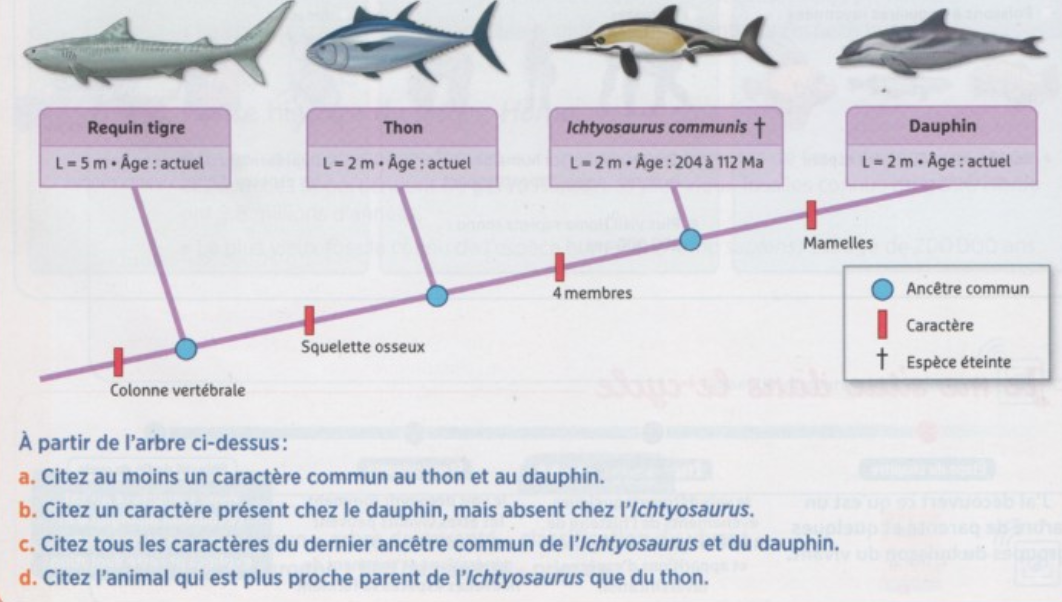 Requin tigre
L = 5 m • Âge : actuel
Thon
L = 2 m • Âge : actuel
Ichtyosaurus communis †
L = 2 m • Âge : 204 à 112 Ma
Dauphin
L = 2 m • Âge : actuel
Mamelles
4 membres
Squelette osseux
Colonne vertébrale
Ancêtre commun
Caractère
† Espèce éteinte
À partir de l'arbre ci-dessus :
a. Citez au moins un caractère commun au thon et au dauphin.
b. Citez un caractère présent chez le dauphin, mais absent chez l'Ichtyosaurus.
c. Citez tous les caractères du dernier ancêtre commun de l'Ichtyosaurus et du dauphin.
d. Citez l'animal qui est plus proche parent de l'Ichtyosaurus que du thon.